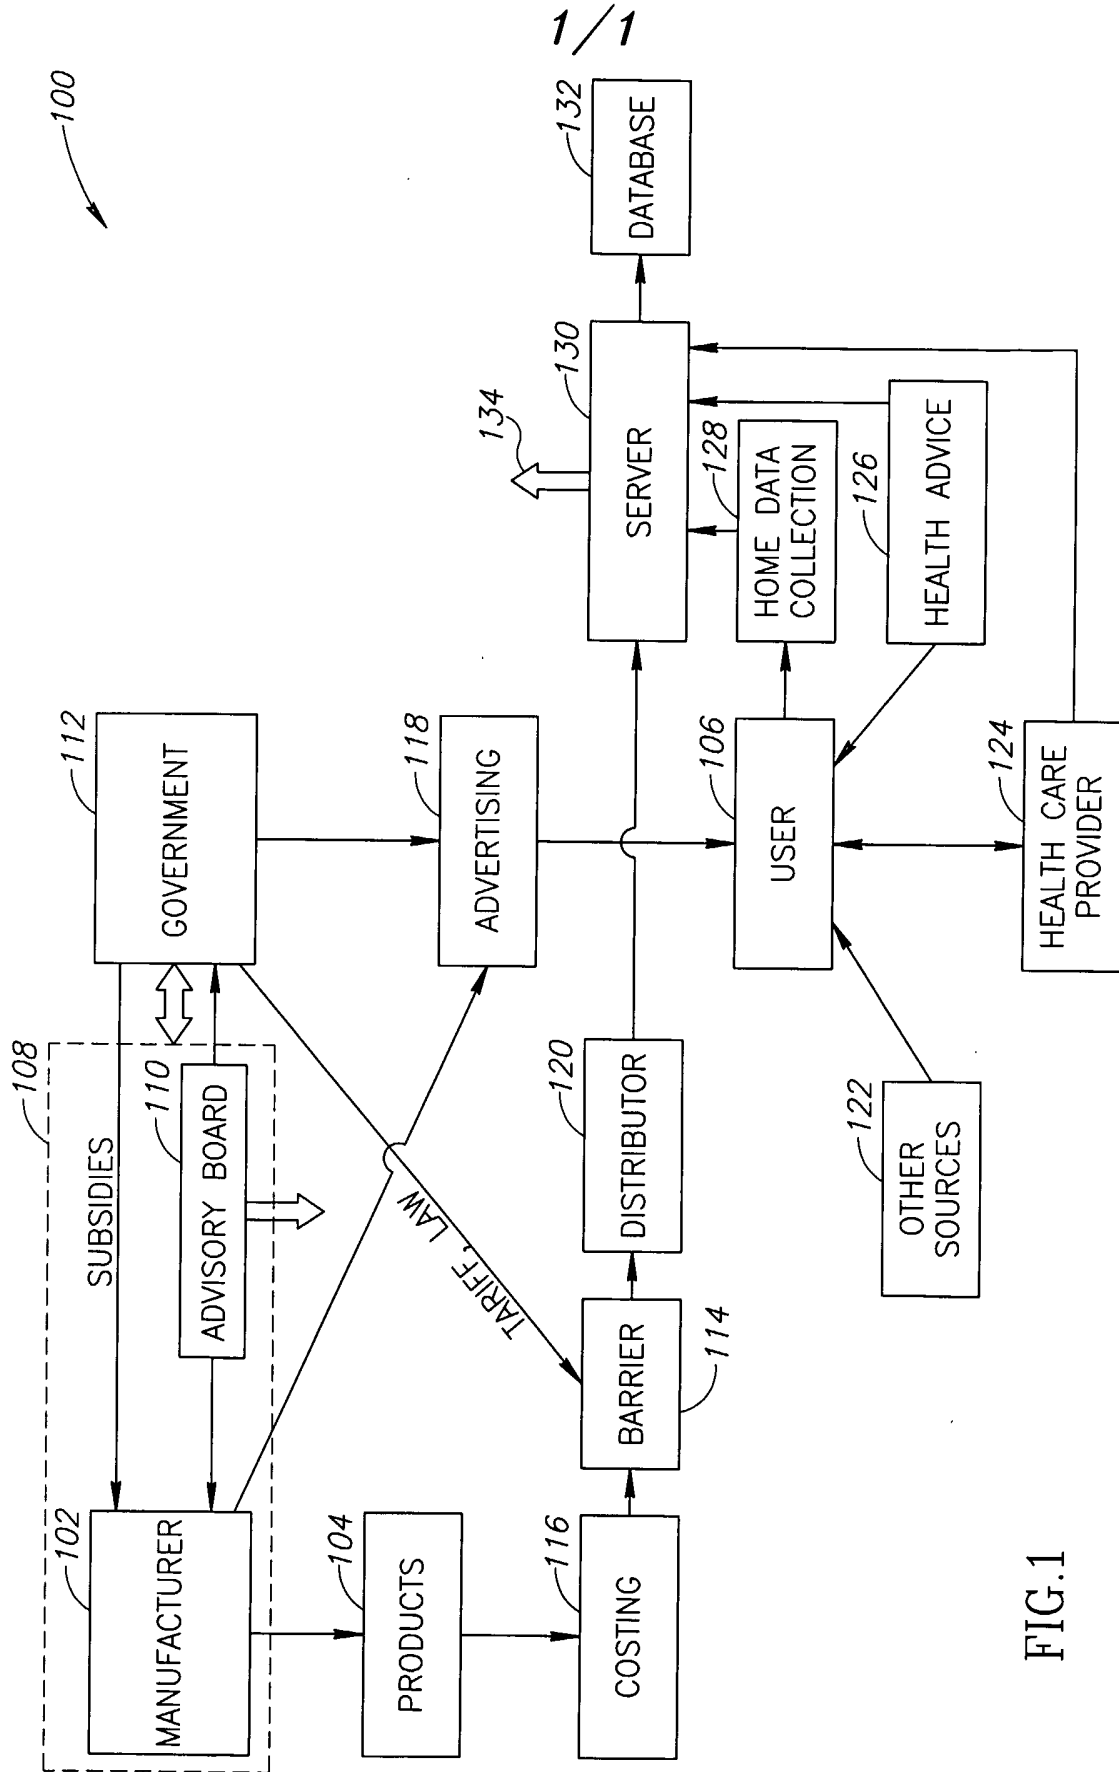 1/1
100
108
102
MANUFACTURER
SUBSIDIES
110
ADVISORY BOARD
112
GOVERNMENT
104
PRODUCTS
TARIFF, LAW
118
ADVERTISING
134
116
COSTING
BARRIER
114
120
DISTRIBUTOR
130
SERVER
132
DATABASE
106
USER
HOME DATA
COLLECTION
128
122
OTHER
SOURCES
126
HEALTH ADVICE
124
HEALTH CARE
PROVIDER
FIG.1